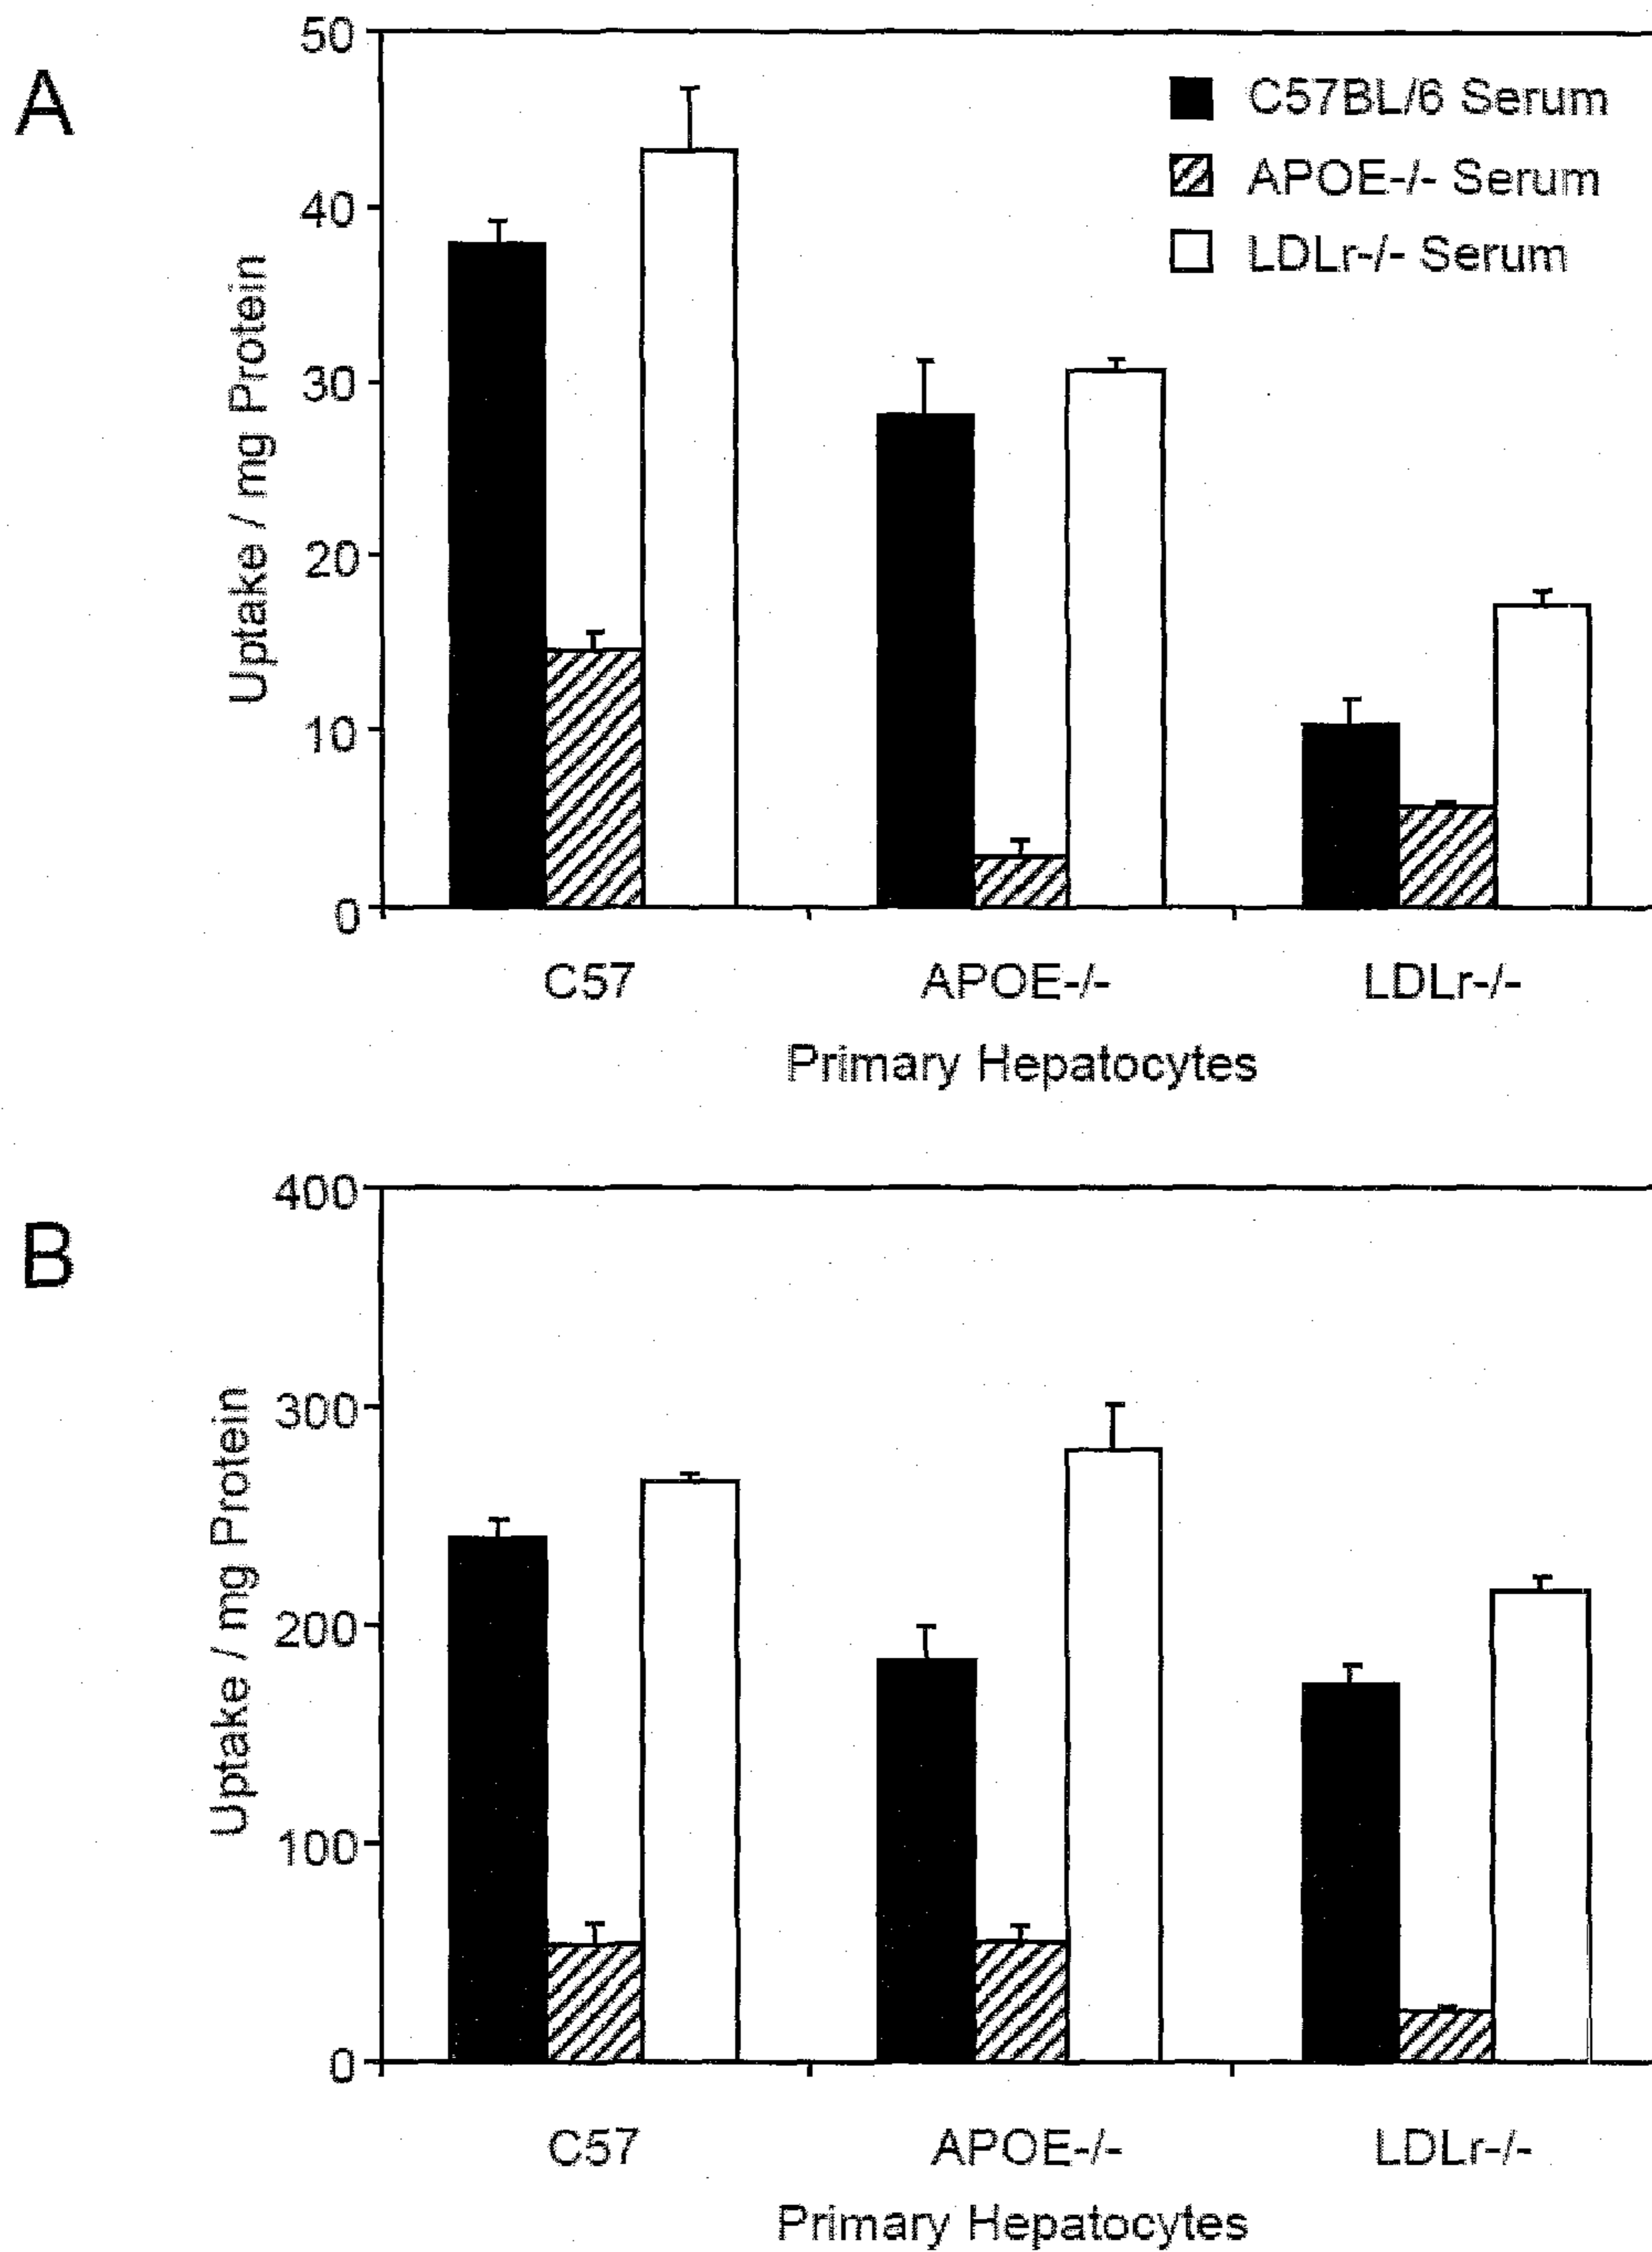 A
50
40
30
20
10
0
Uptake / mg Protein
C57BL/6 Serum
APOE-/- Serum
LDLr-/- Serum
C57 APOE-/- LDLr-/-
Primary Hepatocytes
B
400
300
200
100
0
Uptake / mg Protein
C57 APOE-/- LDLr-/-
Primary Hepatocytes